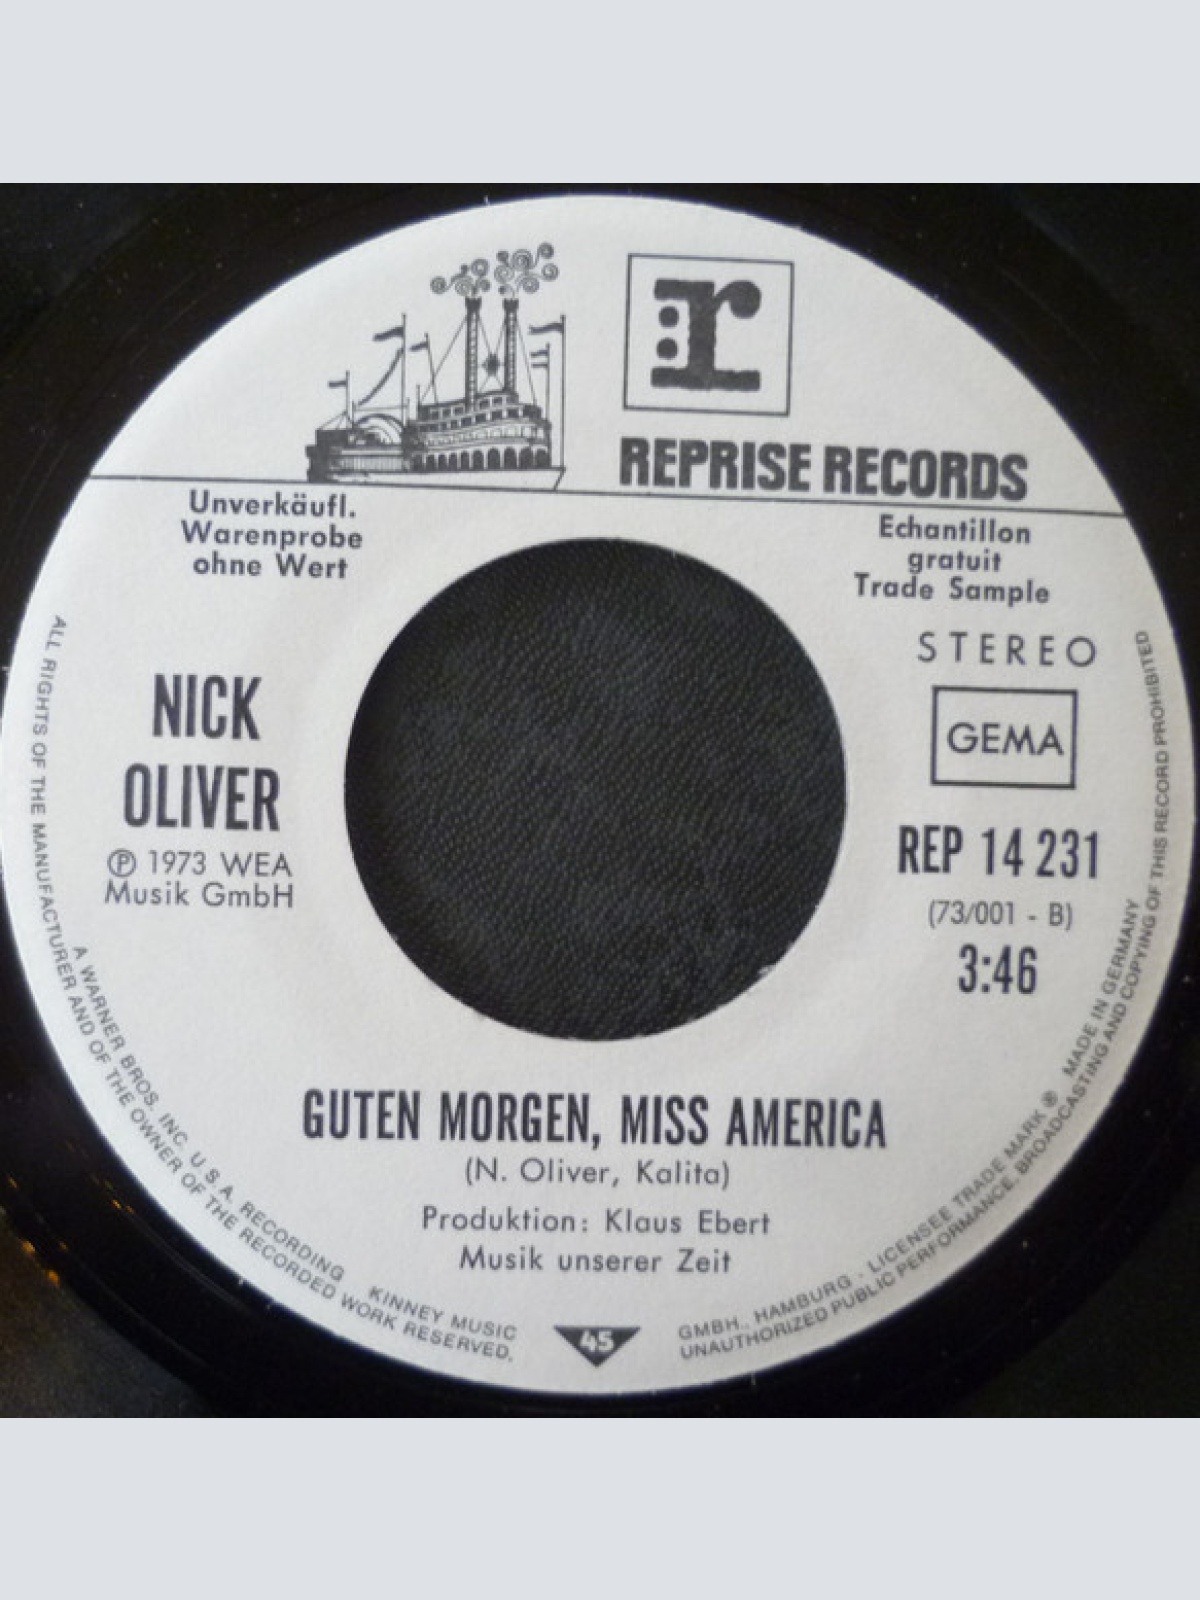 r
REPRISE RECORDS
Unverkäufl.
Warenprobe
ohne Wert
Echantillon
gratuit
Trade Sample
STEREO
GEMA
NICK
OLIVER
℗ 1973 WEA
Musik GmbH
REP 14 231
(73/001 - B)
3:46
GUTEN MORGEN, MISS AMERICA
(N. Oliver, Kalita)
Produktion: Klaus Ebert
Musik unserer Zeit
45
A WARNER BROS. INC. U.S.A. RECORDING KINNEY MUSIC GMBH., HAMBURG · LICENSEE TRADE MARK ® MADE IN GERMANY
ALL RIGHTS OF THE MANUFACTURER AND OF THE OWNER OF THE RECORDED WORK RESERVED. UNAUTHORIZED PUBLIC PERFORMANCE, BROADCASTING AND COPYING OF THIS RECORD PROHIBITED